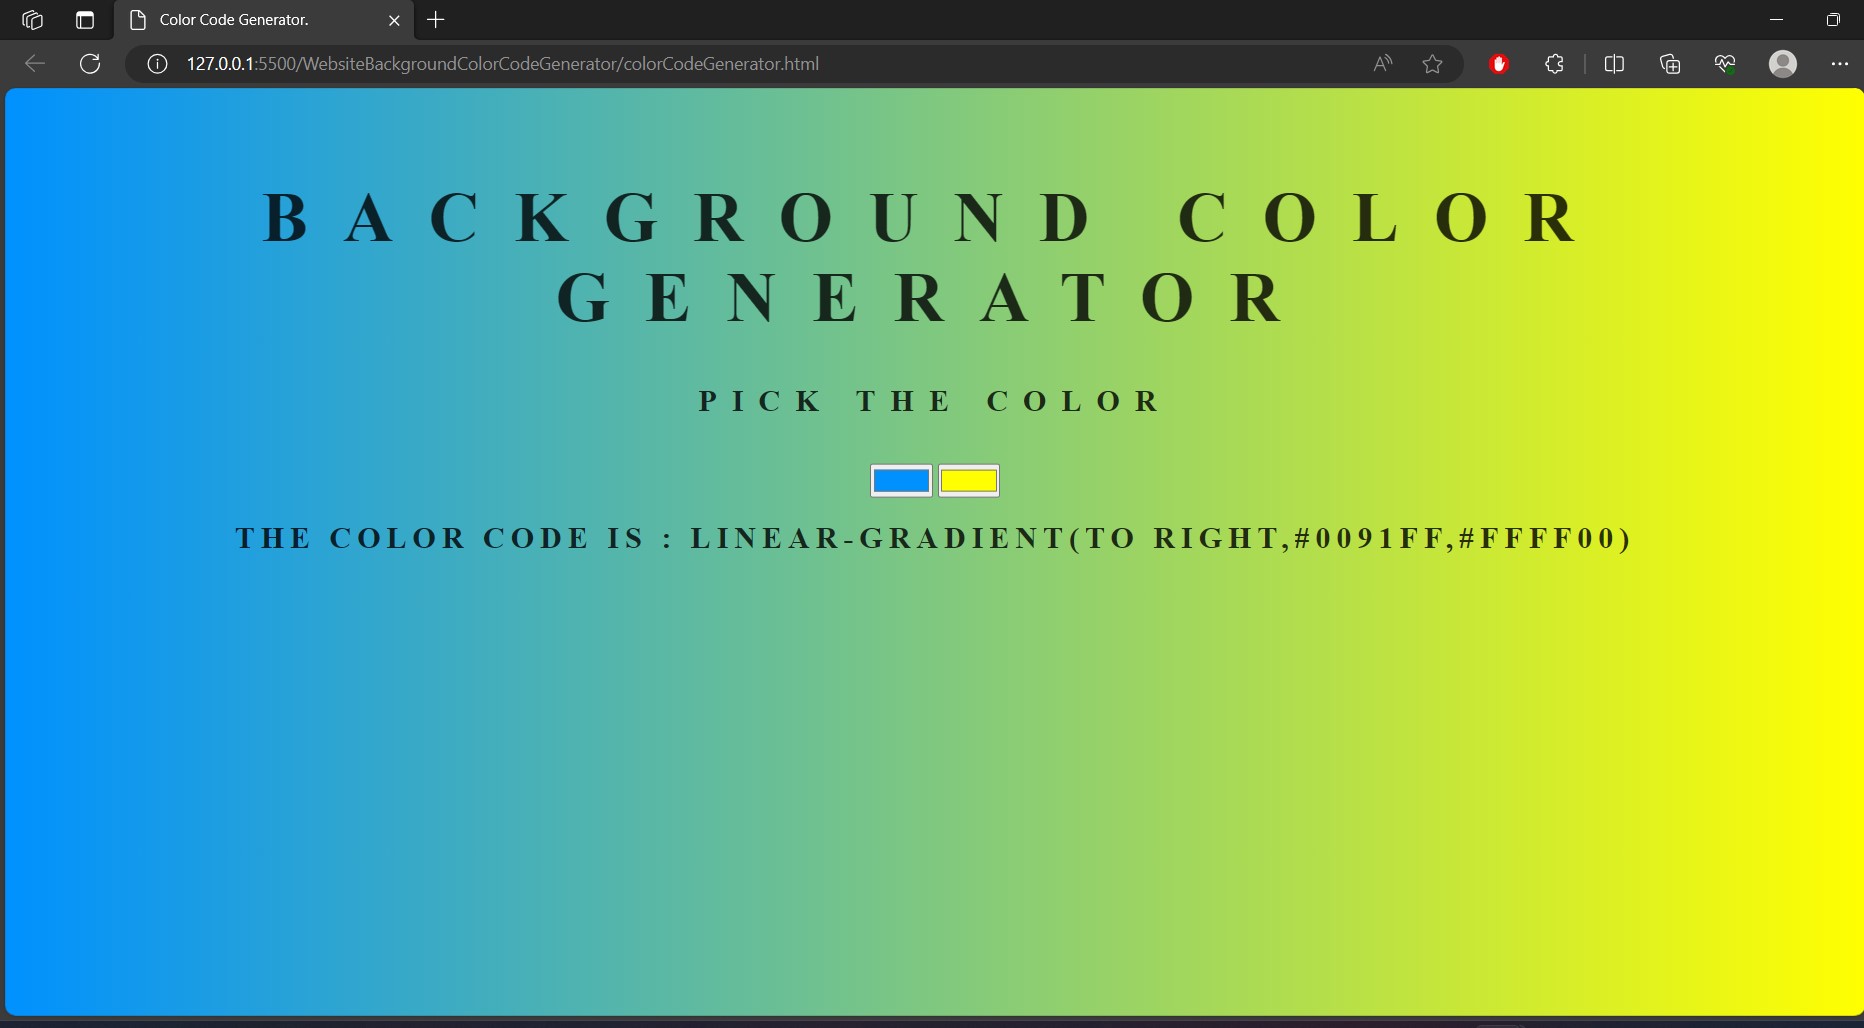 Color Code Generator.
127.0.0.1:5500/WebsiteBackgroundColorCodeGenerator/colorCodeGenerator.html
BACKGROUND COLOR
GENERATOR
PICK THE COLOR
THE COLOR CODE IS : LINEAR-GRADIENT(TO RIGHT,#0091FF,#FFFF00)